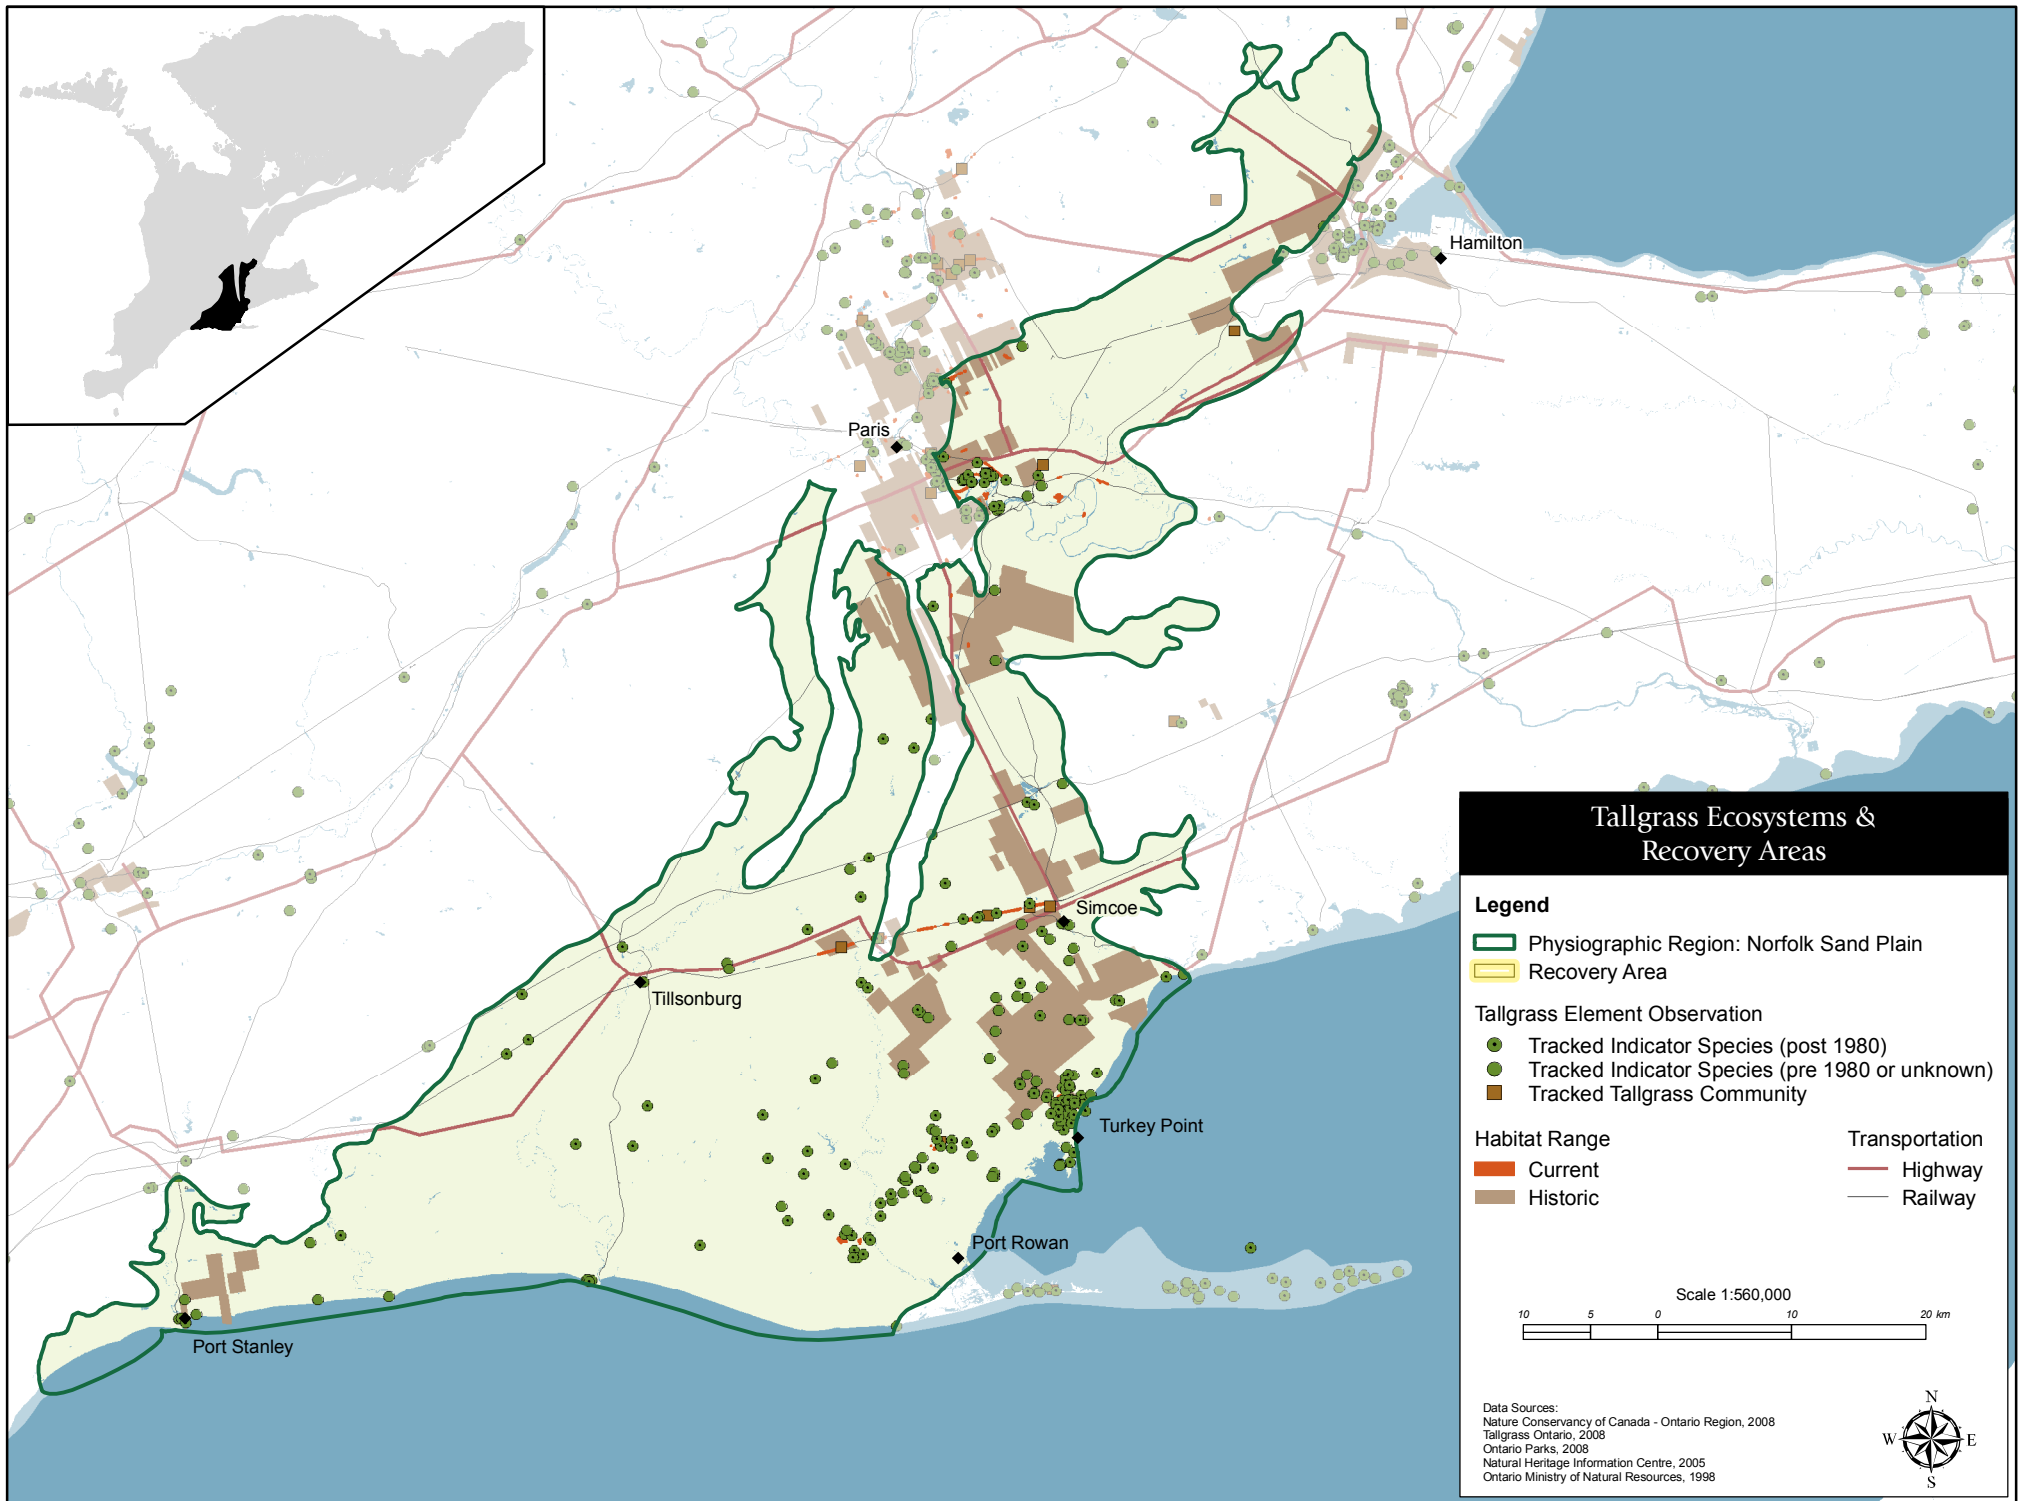 Hamilton
Paris
Simcoe
Tillsonburg
Turkey Point
Port Rowan
Port Stanley
Tallgrass Ecosystems &
Recovery Areas
Legend
Physiographic Region: Norfolk Sand Plain
Recovery Area
Tallgrass Element Observation
Tracked Indicator Species (post 1980)
Tracked Indicator Species (pre 1980 or unknown)
Tracked Tallgrass Community
Habitat Range
Current
Historic
Transportation
Highway
Railway
Scale 1:560,000
10 5 0 10 20 km
Data Sources:
Nature Conservancy of Canada - Ontario Region, 2008
Tallgrass Ontario, 2008
Ontario Parks, 2008
Natural Heritage Information Centre, 2005
Ontario Ministry of Natural Resources, 1998
N
W E
S